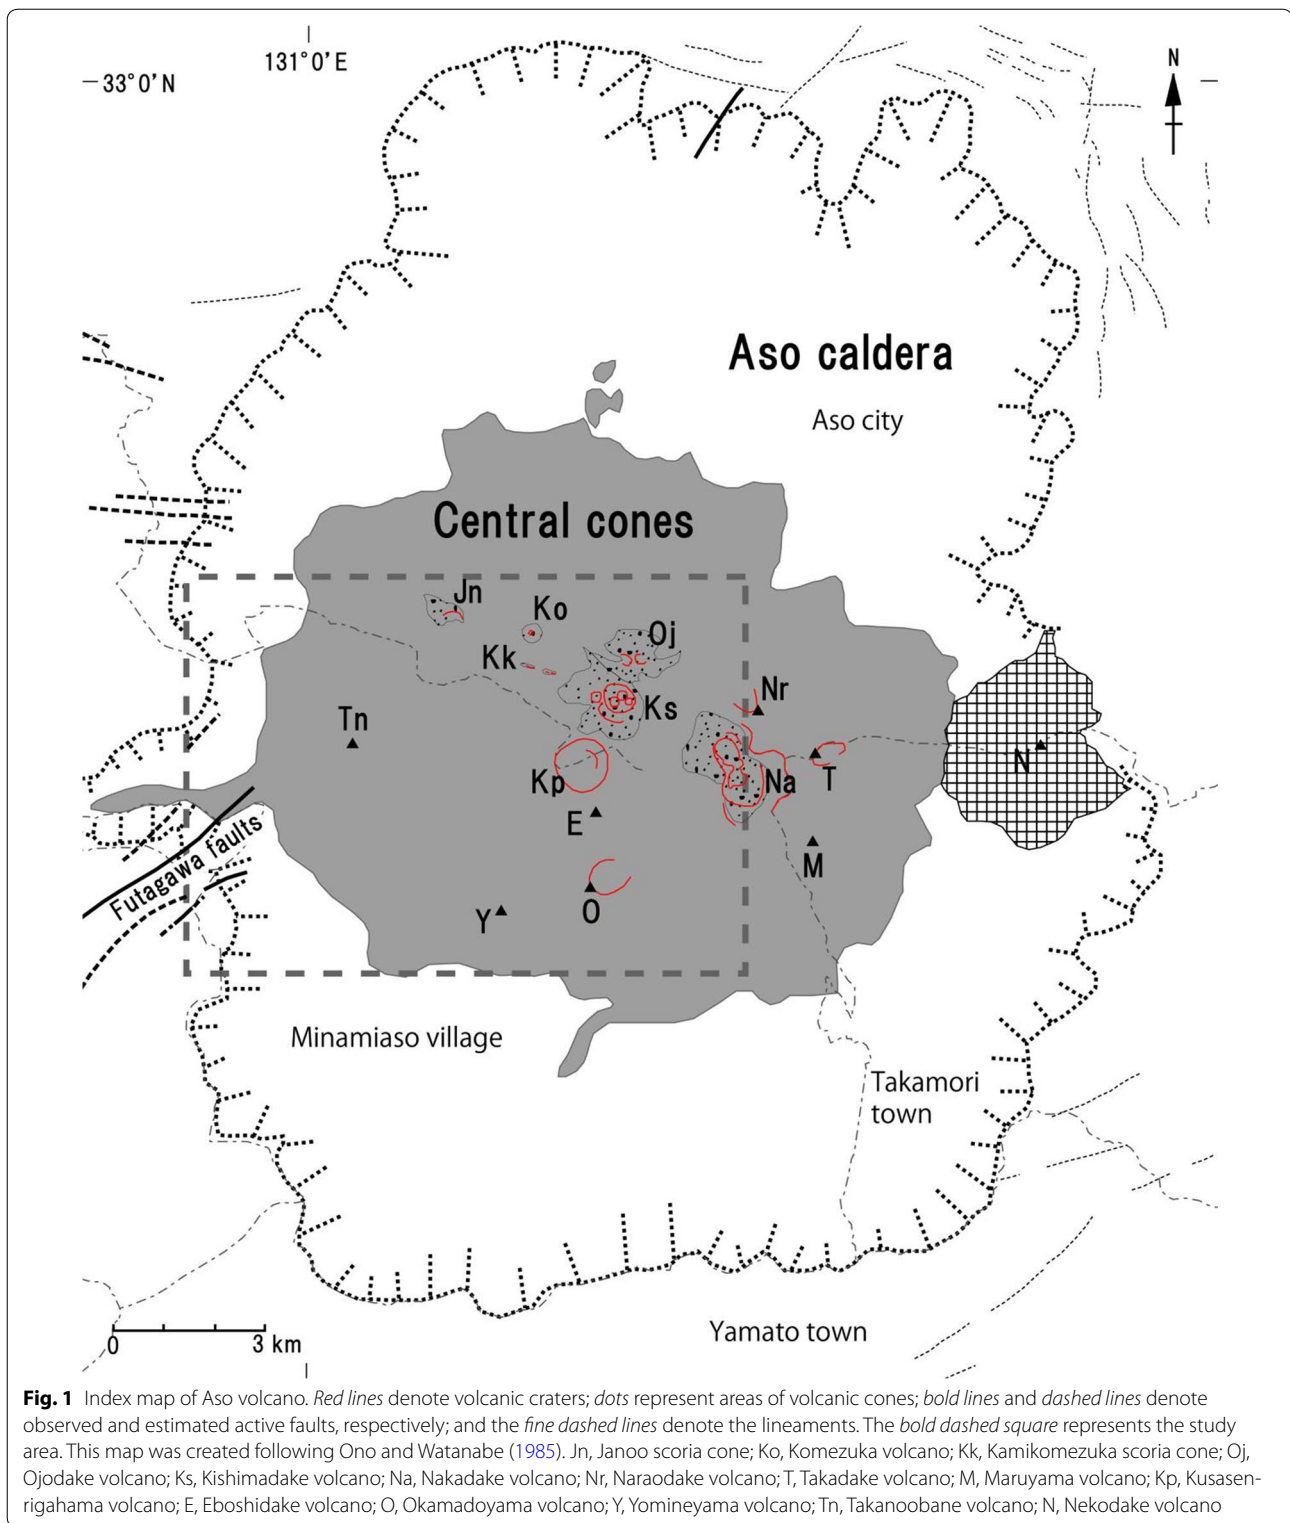 131°0'E
33°0'N
N
Aso caldera
Aso city
Central cones
Jn
Ko
Oj
Kk
Nr
Ks
Tn
N
Kp
Na
T
E
M
Futagawa faults
O
Y
Minamiaso village
Takamori
town
Yamato town
0 3 km
Fig. 1 Index map of Aso volcano. Red lines denote volcanic craters; dots represent areas of volcanic cones; bold lines and dashed lines denote
observed and estimated active faults, respectively; and the fine dashed lines denote the lineaments. The bold dashed square represents the study
area. This map was created following Ono and Watanabe (1985). Jn, Janoo scoria cone; Ko, Komezuka volcano; Kk, Kamikomezuka scoria cone; Oj,
Ojodake volcano; Ks, Kishimadake volcano; Na, Nakadake volcano; Nr, Naraodake volcano; T, Takadake volcano; M, Maruyama volcano; Kp, Kusasen-
rigahama volcano; E, Eboshidake volcano; O, Okamadoyama volcano; Y, Yomineyama volcano; Tn, Takanoobane volcano; N, Nekodake volcano